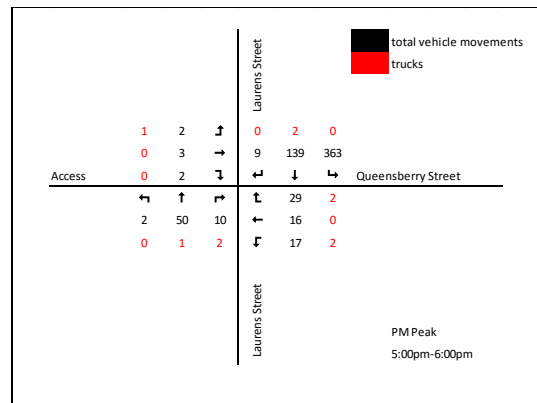 total vehicle movements
trucks
Laurens Street
1 2 0 2 0
0 3 → 9 139 363
Access 0 2 ↓ Queensberry Street
29 2
2 50 10 ← 16 0
0 1 2 17 2
Laurens Street
PM Peak
5:00pm-6:00pm